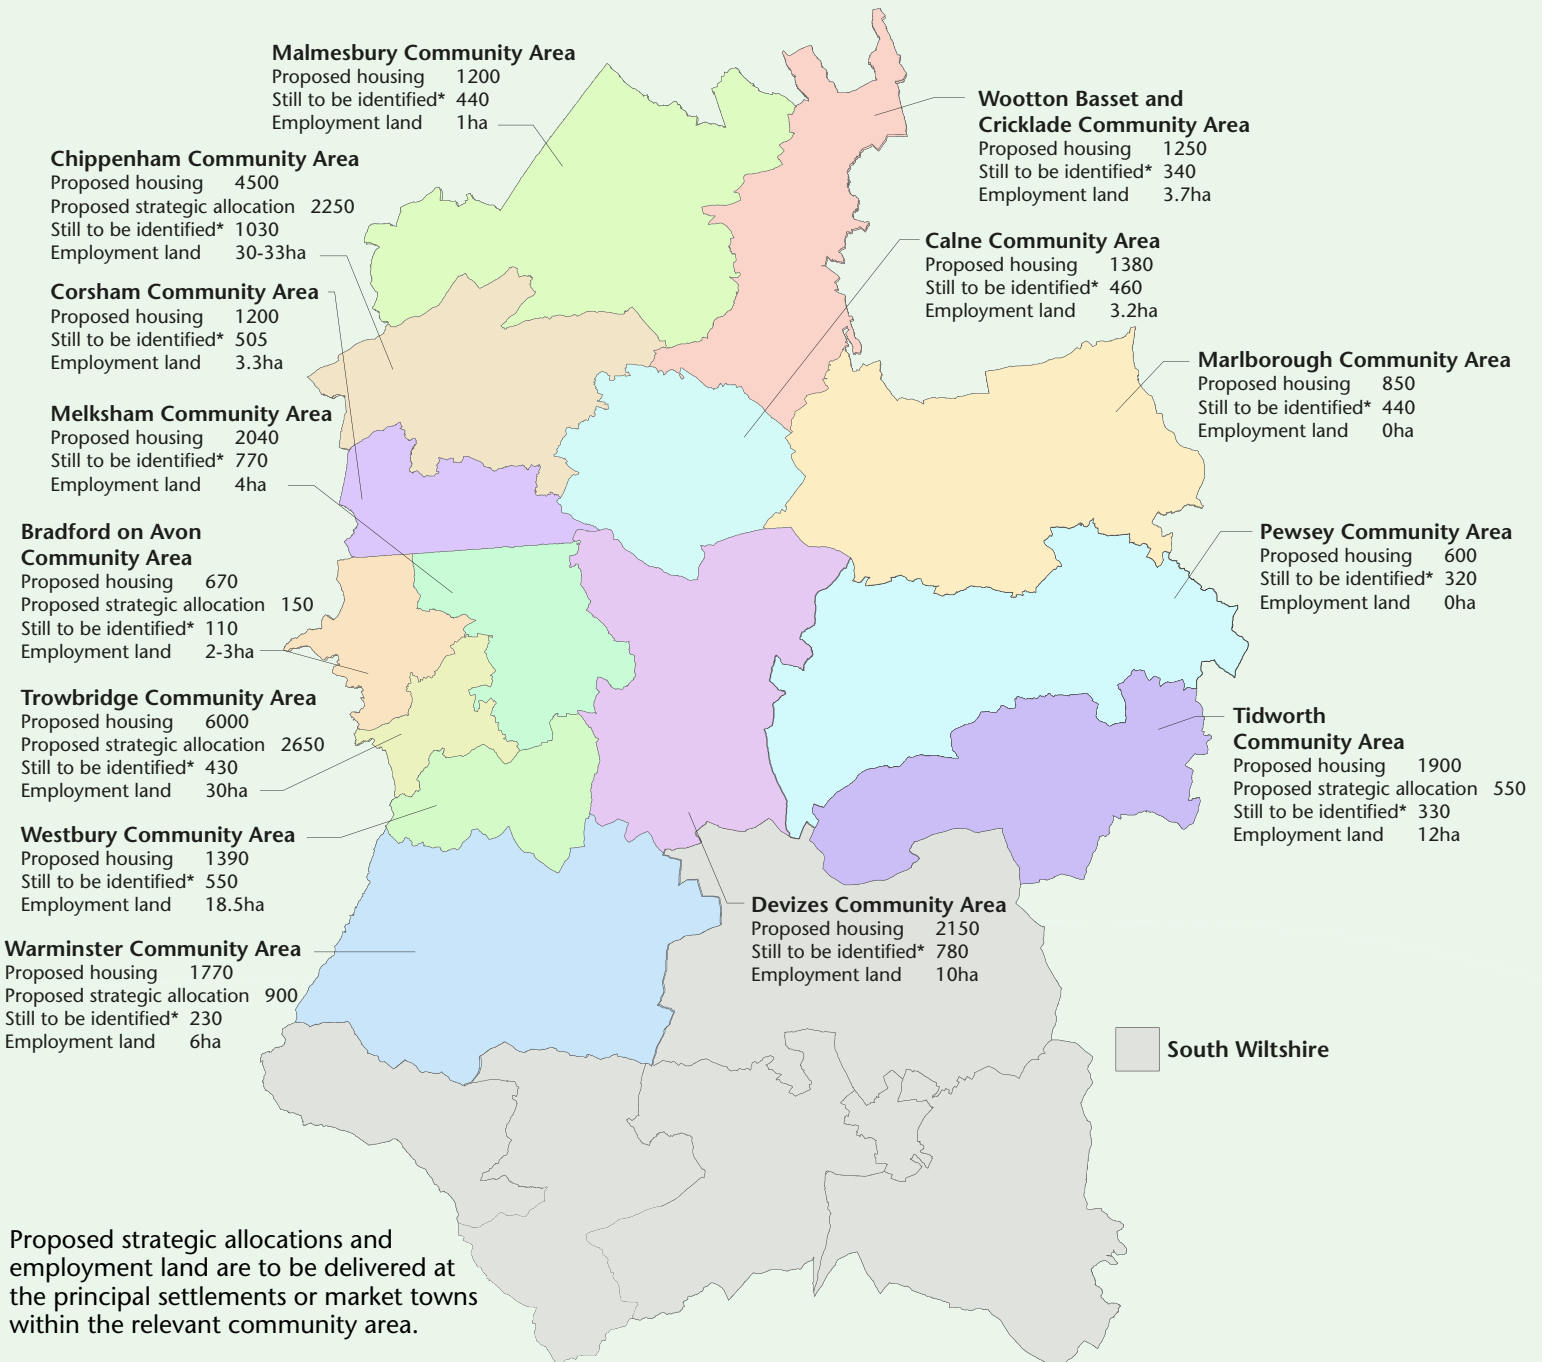 Malmesbury Community Area
Proposed housing 1200
Still to be identified* 440
Employment land 1ha
Wootton Basset and
Cricklade Community Area
Proposed housing 1250
Still to be identified* 340
Employment land 3.7ha
Chippenham Community Area
Proposed housing 4500
Proposed strategic allocation 2250
Still to be identified* 1030
Employment land 30-33ha
Calne Community Area
Proposed housing 1380
Still to be identified* 460
Employment land 3.2ha
Corsham Community Area
Proposed housing 1200
Still to be identified* 505
Employment land 3.3ha
Marlborough Community Area
Proposed housing 850
Still to be identified* 440
Employment land 0ha
Melksham Community Area
Proposed housing 2040
Still to be identified* 770
Employment land 4ha
Bradford on Avon
Community Area
Proposed housing 670
Proposed strategic allocation 150
Still to be identified* 110
Employment land 2-3ha
Pewsey Community Area
Proposed housing 600
Still to be identified* 320
Employment land 0ha
Trowbridge Community Area
Proposed housing 6000
Proposed strategic allocation 2650
Still to be identified* 430
Employment land 30ha
Tidworth
Community Area
Proposed housing 1900
Proposed strategic allocation 550
Still to be identified* 330
Employment land 12ha
Westbury Community Area
Proposed housing 1390
Still to be identified* 550
Employment land 18.5ha
Devizes Community Area
Proposed housing 2150
Still to be identified* 780
Employment land 10ha
Warminster Community Area
Proposed housing 1770
Proposed strategic allocation 900
Still to be identified* 230
Employment land 6ha
South Wiltshire
Proposed strategic allocations and
employment land are to be delivered at
the principal settlements or market towns
within the relevant community area.